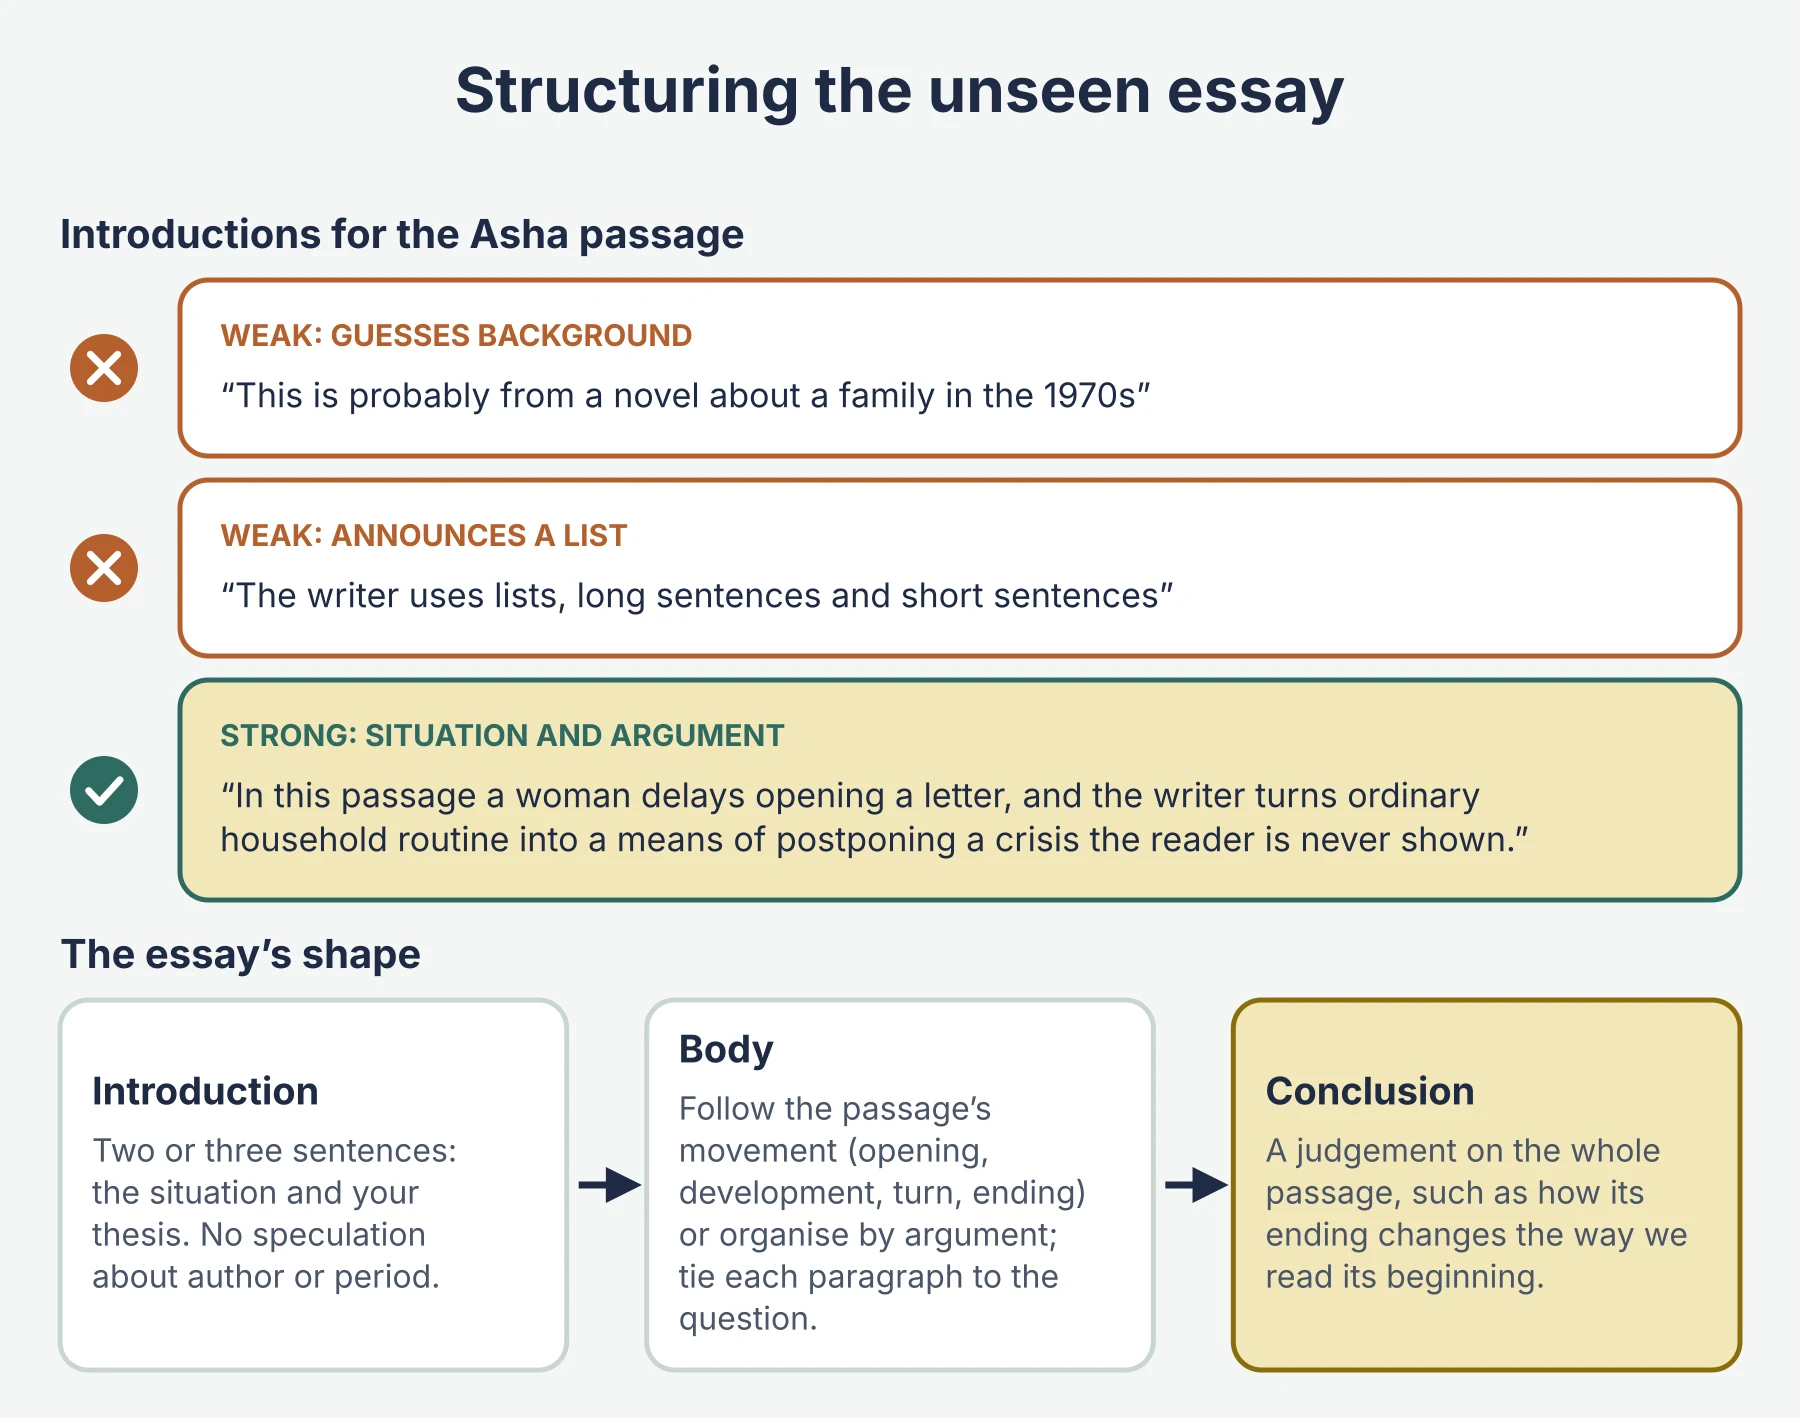 Structuring the unseen essay
Introductions for the Asha passage
WEAK: GUESSES BACKGROUND
“This is probably from a novel about a family in the 1970s”
WEAK: ANNOUNCES A LIST
“The writer uses lists, long sentences and short sentences”
STRONG: SITUATION AND ARGUMENT
“In this passage a woman delays opening a letter, and the writer turns ordinary
household routine into a means of postponing a crisis the reader is never shown.”
The essay’s shape
Introduction
Two or three sentences:
the situation and your
thesis. No speculation
about author or period.
Body
Follow the passage’s
movement (opening,
development, turn, ending)
or organise by argument;
tie each paragraph to the
question.
Conclusion
A judgement on the whole
passage, such as how its
ending changes the way we
read its beginning.